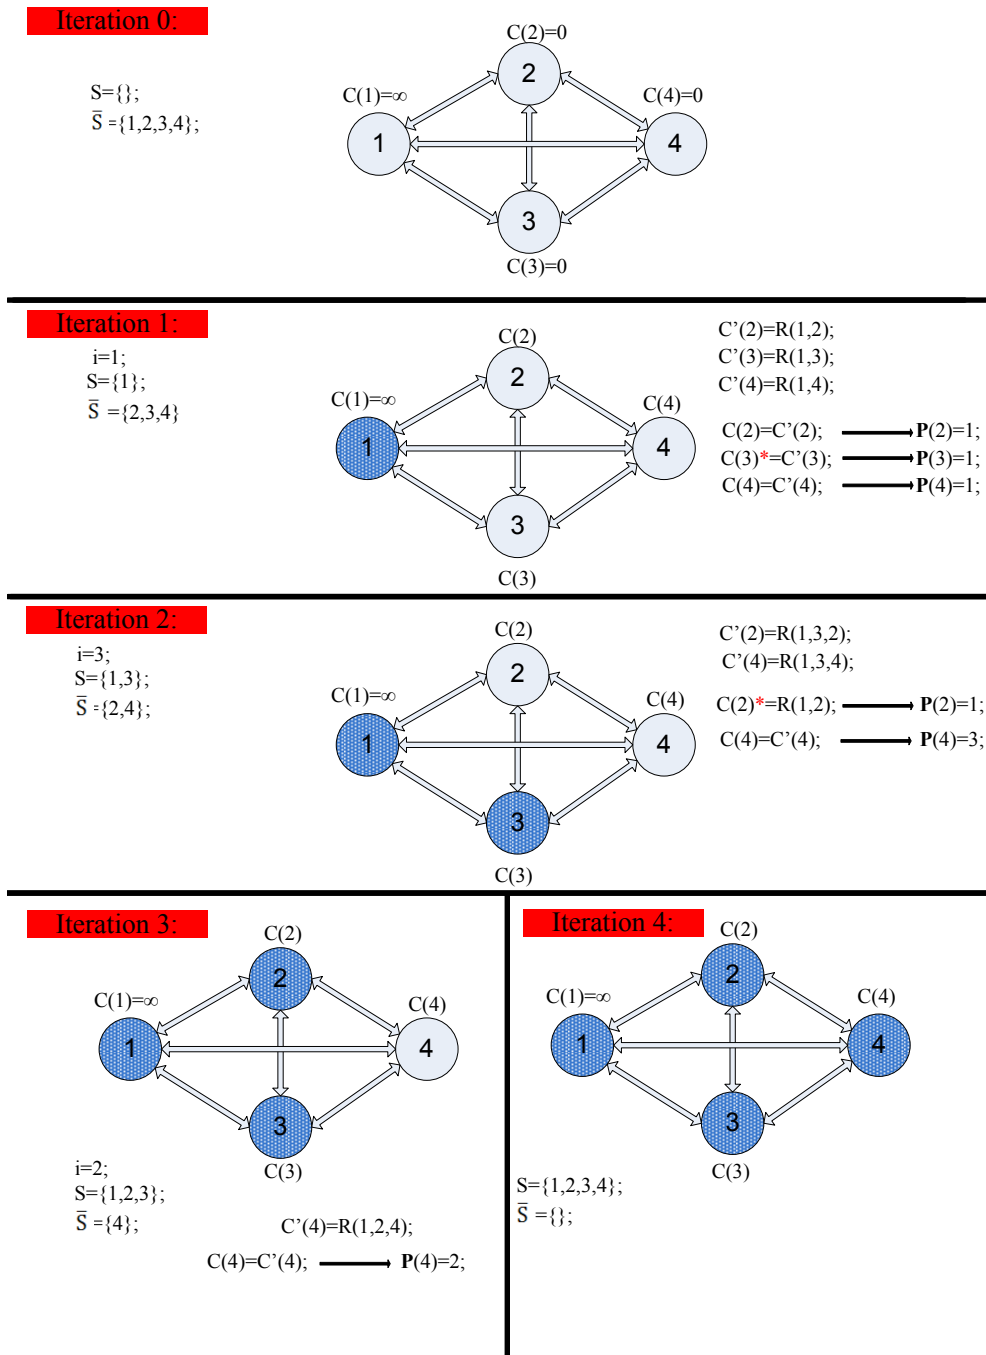 Iteration 0:
S={};
S̅ ={1,2,3,4};
C(2)=0
C(1)=∞
C(4)=0
2
1
4
3
C(3)=0
Iteration 1:
i=1;
S={1};
S̅ ={2,3,4}
C(2)
C(1)=∞
C(4)
2
1
4
3
C(3)
C’(2)=R(1,2);
C’(3)=R(1,3);
C’(4)=R(1,4);
C(2)=C’(2); P(2)=1;
C(3)*=C’(3); P(3)=1;
C(4)=C’(4); P(4)=1;
Iteration 2:
i=3;
S={1,3};
S̅ ={2,4};
C(2)
C(1)=∞
C(4)
2
1
4
3
C(3)
C’(2)=R(1,3,2);
C’(4)=R(1,3,4);
C(2)*=R(1,2); P(2)=1;
C(4)=C’(4); P(4)=3;
Iteration 3:
C(2)
C(1)=∞
C(4)
2
1
4
3
C(3)
i=2;
S={1,2,3};
S̅ ={4};
C’(4)=R(1,2,4);
C(4)=C’(4); P(4)=2;
Iteration 4:
C(2)
C(1)=∞
C(4)
2
1
4
3
C(3)
S={1,2,3,4};
S̅ ={};